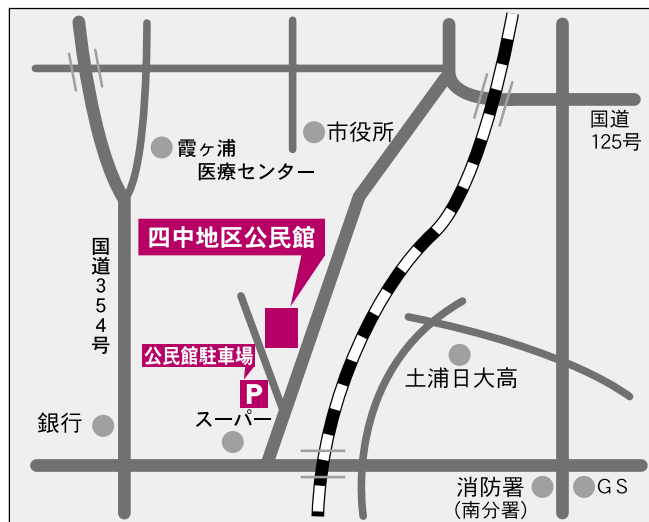 国道
125号
市役所
霞ヶ浦
医療センター
四中地区公民館
国道354号
公民館駐車場
P
土浦日大高
スーパー
銀行
消防署
(南分署)
GS